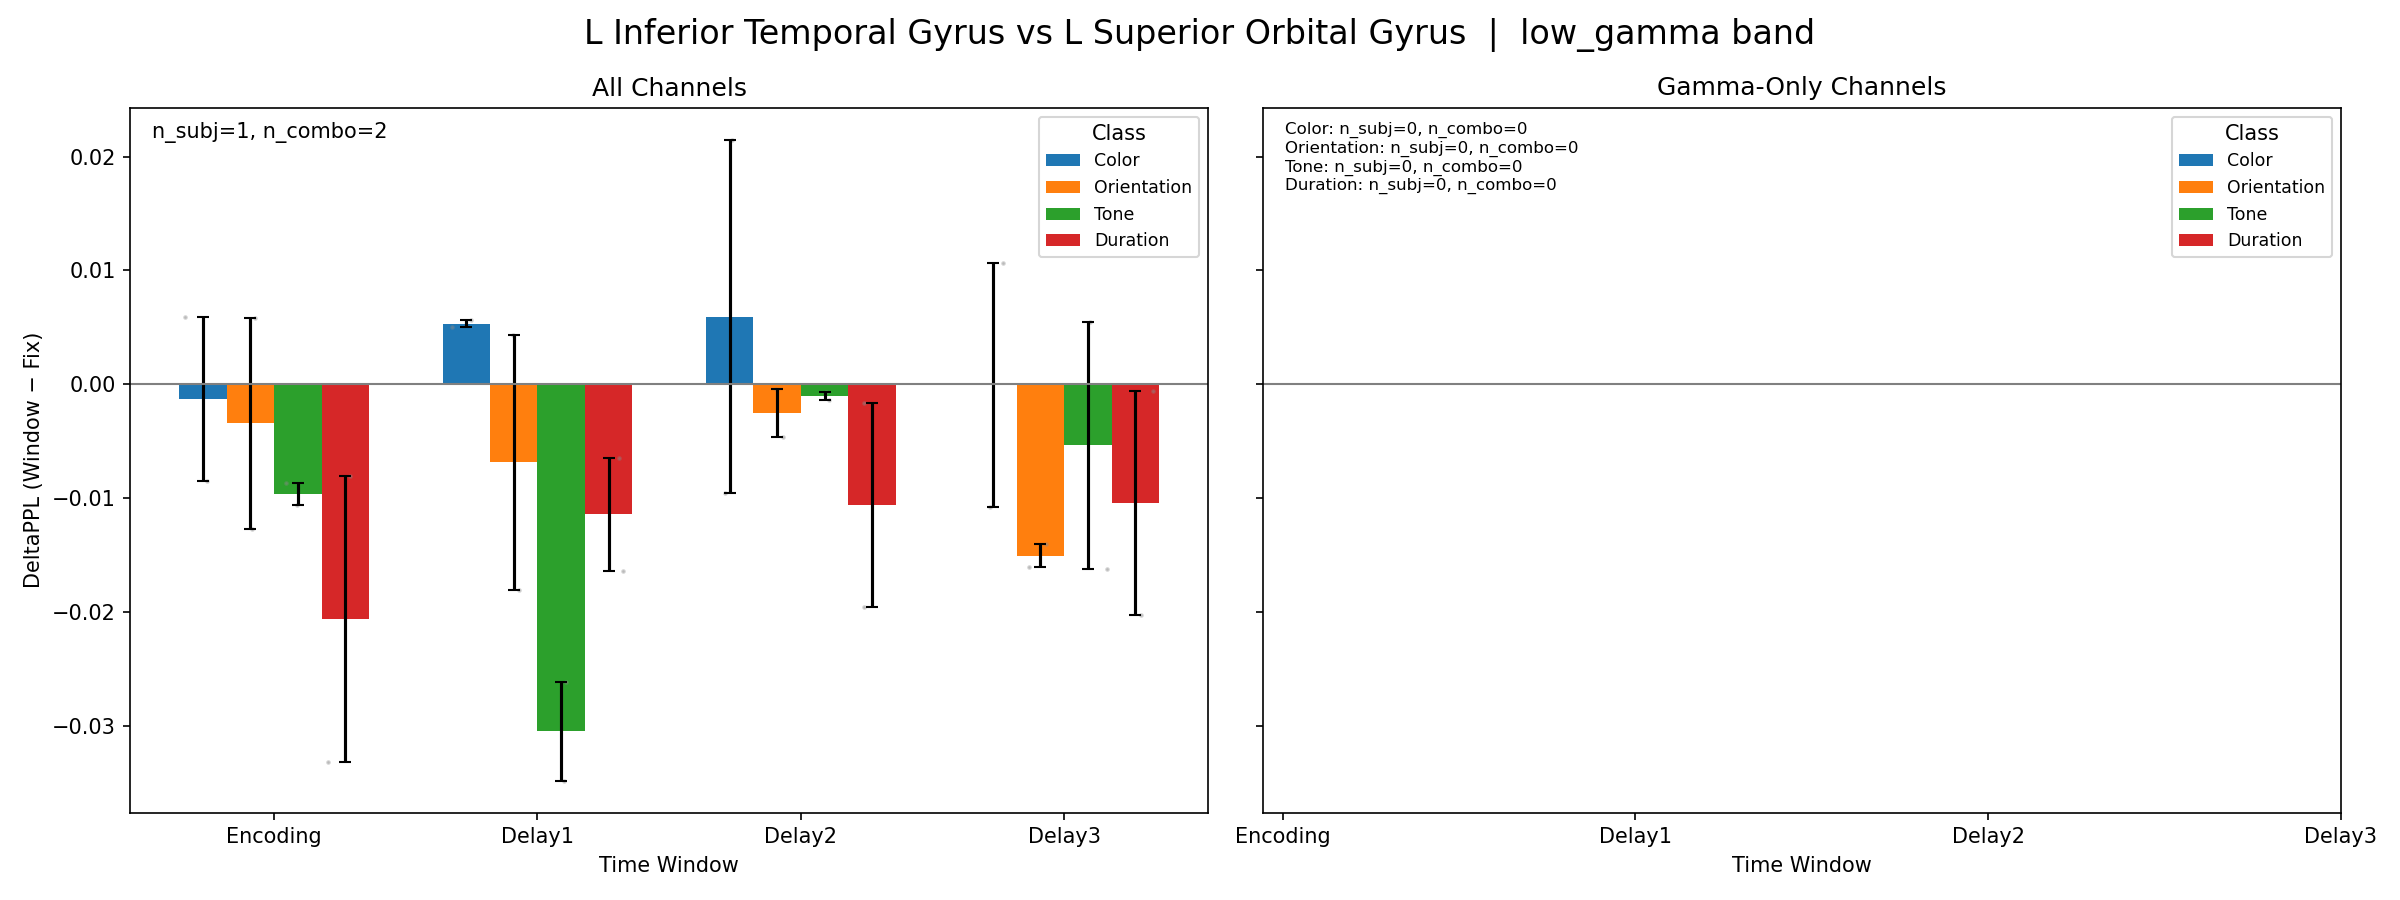 L Inferior Temporal Gyrus vs L Superior Orbital Gyrus | low_gamma band
All Channels
n_subj=1, n_combo=2
Class
Color
Orientation
Tone
Duration
0.02
0.01
0.00
−0.01
−0.02
−0.03
DeltaPPL (Window − Fix)
Encoding
Delay1
Delay2
Delay3
Time Window
Gamma-Only Channels
Color: n_subj=0, n_combo=0
Orientation: n_subj=0, n_combo=0
Tone: n_subj=0, n_combo=0
Duration: n_subj=0, n_combo=0
Class
Color
Orientation
Tone
Duration
Encoding
Delay1
Delay2
Delay3
Time Window